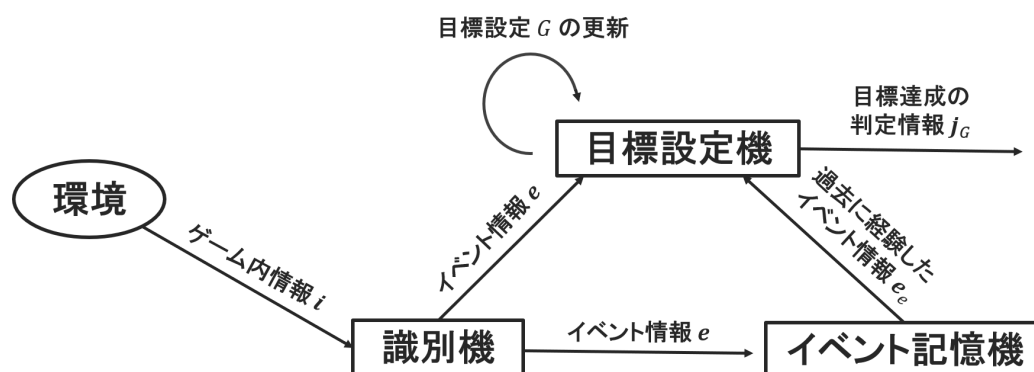 目標設定 G の更新
目標達成の
判定情報 j_G
目標設定機
環境
ゲーム内情報 i
イベント情報 e
過去に経験した
イベント情報 e_e
識別機
イベント情報 e
イベント記憶機